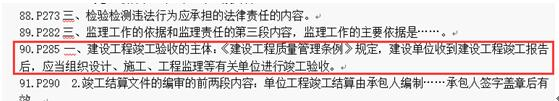 88.P273 三、检验检测违法行为应承担的法律责任的内容。
89.P282 三、监理工作的依据和监理责任的第三段内容，监理工作的主要依据是……。
90.P285 一、建设工程竣工验收的主体，《建设工程质量管理条例》规定，建设单位收到建设工程竣工报告
后，应当组织设计、施工、工程监理等有关单位进行竣工验收。
91.P290 2.竣工结算文件的编审的前两段内容：单位工程竣工结算由承包人编制……承包人签字盖章后有
效。